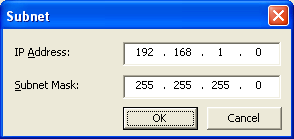 Subnet
IP Address: 192 . 168 . 1 . 0
Subnet Mask: 255 . 255 . 255 . 0
OK Cancel